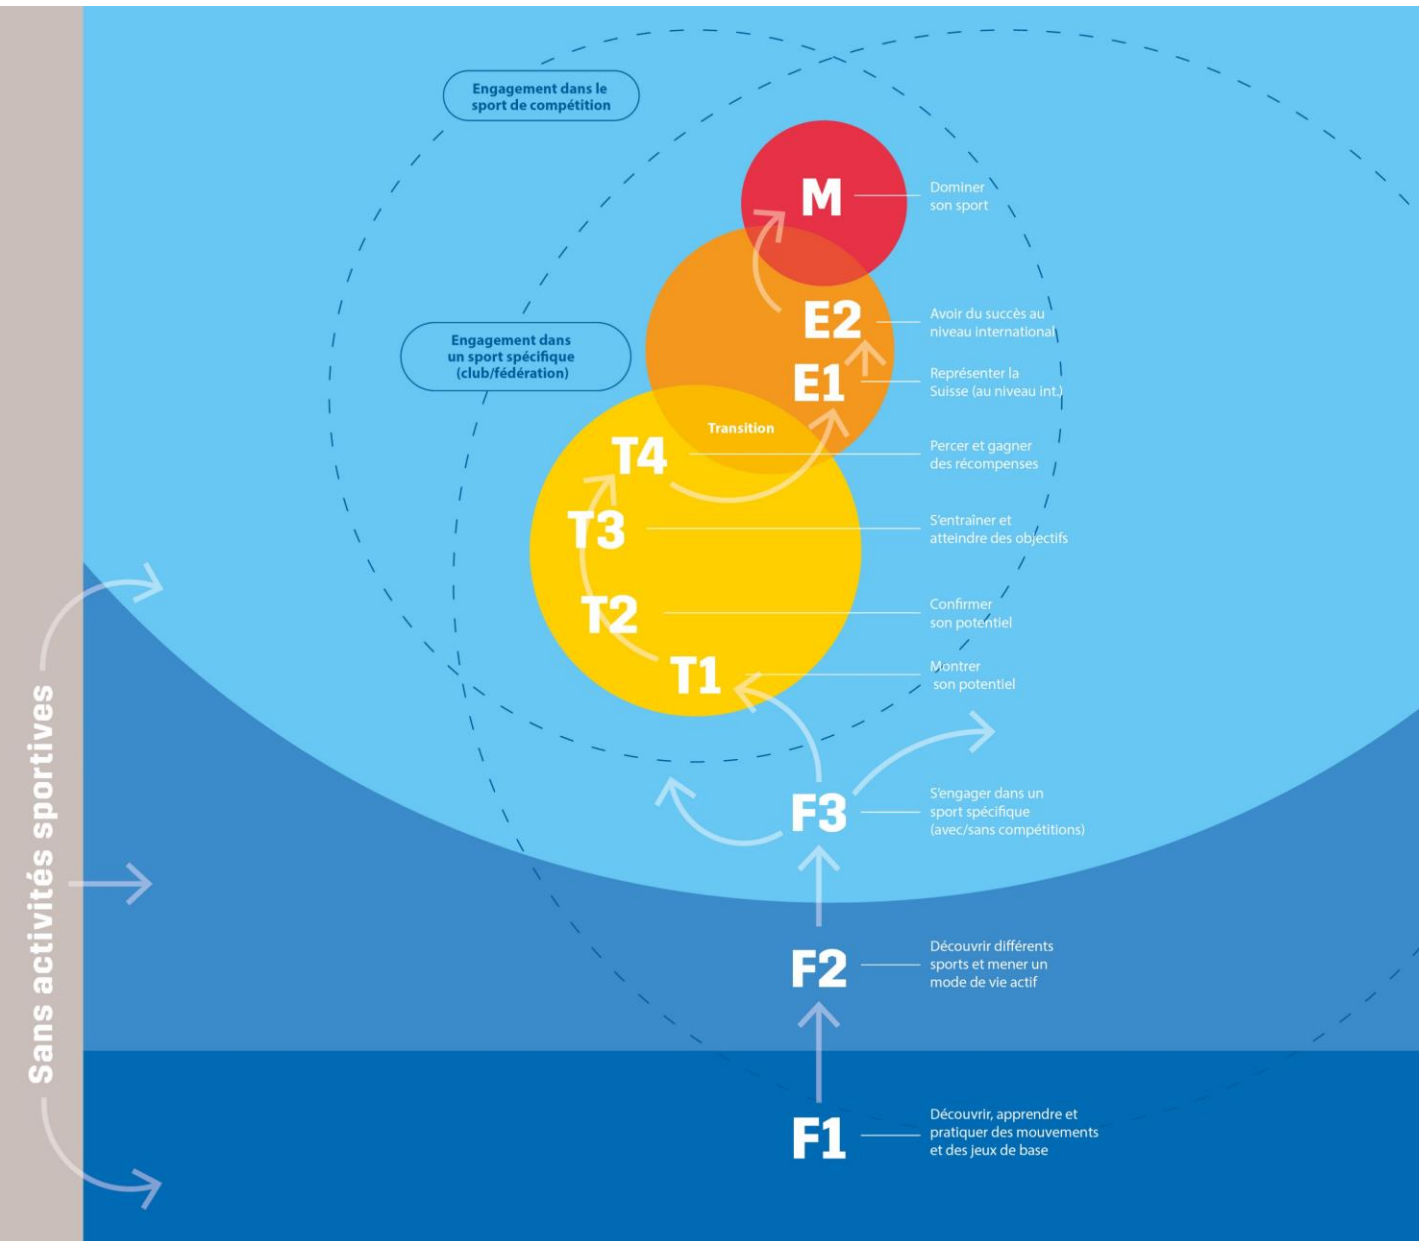 Engagement dans le
sport de compétition
M
Dominer
son sport
E2
Avoir du succès au
niveau international
Engagement dans
un sport spécifique
(club/fédération)
E1
Représenter la
Suisse (au niveau int.)
Transition
T4
Percer et gagner
des récompenses
T3
S'entraîner et
atteindre des objectifs
T2
Confirmer
son potentiel
T1
Montrer
son potentiel
F3
S'engager dans un
sport spécifique
(avec/sans compétitions)
Sans activités sportives
F2
Découvrir différents
sports et mener un
mode de vie actif
F1
Découvrir, apprendre et
pratiquer des mouvements
et des jeux de base